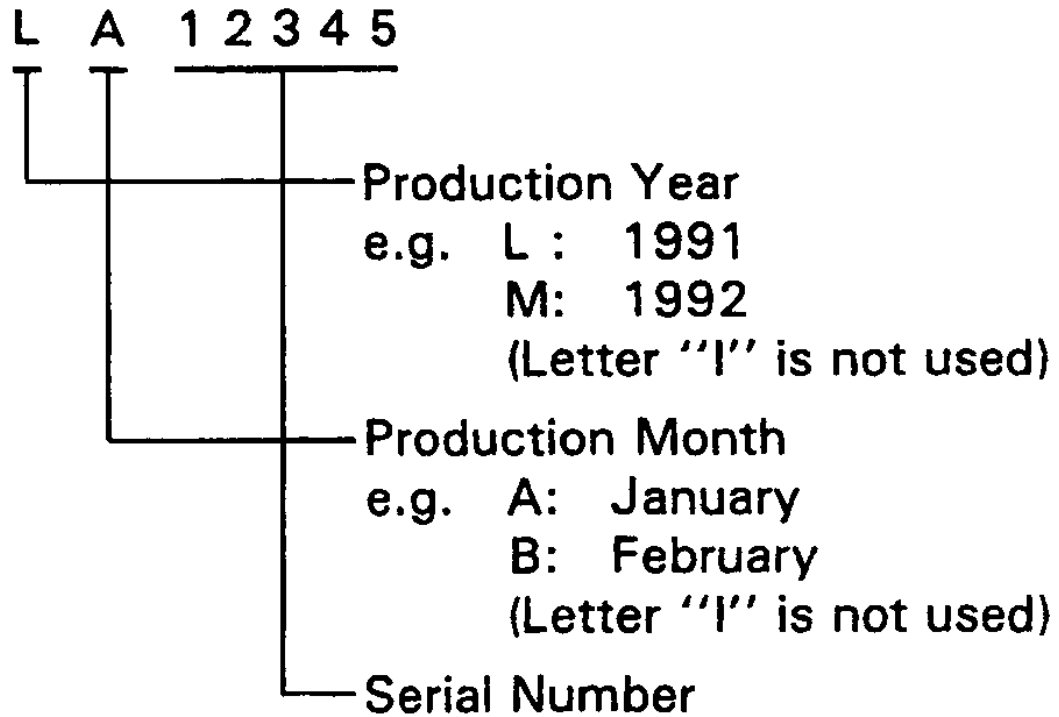 L A 1 2 3 4 5
Production Year
e.g. L : 1991
M: 1992
(Letter ‘‘I’’ is not used)
Production Month
e.g. A: January
B: February
(Letter ‘‘I’’ is not used)
Serial Number